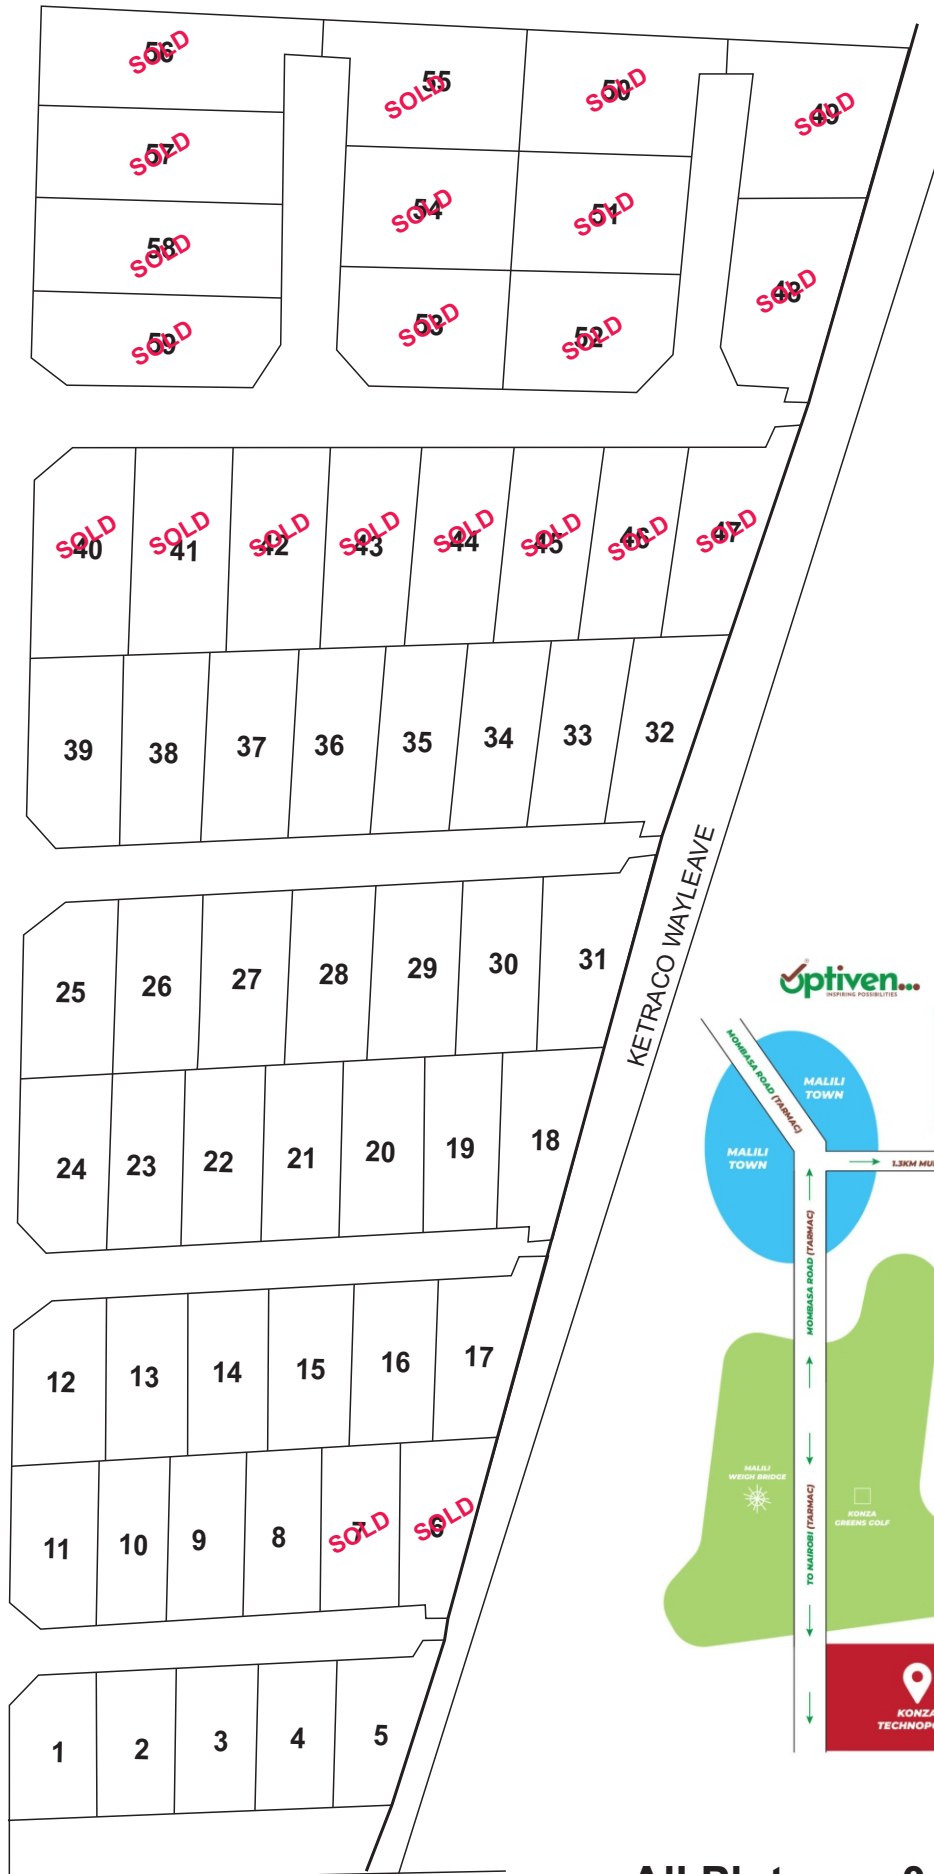 56 SOLD
55 SOLD
50 SOLD
49 SOLD
57 SOLD
54 SOLD
51 SOLD
58 SOLD
53 SOLD
52 SOLD
48 SOLD
59 SOLD
40 SOLD
41 SOLD
42 SOLD
43 SOLD
44 SOLD
45 SOLD
46 SOLD
47 SOLD
39 38 37 36 35 34 33 32
KETRACO WAYLEAVE
25 26 27 28 29 30 31
24 23 22 21 20 19 18
12 13 14 15 16 17
11 10 9 8
7 SOLD
6 SOLD
1 2 3 4 5
Optiven...
INSPIRING POSSIBILITIES
MOMBASA ROAD (TARMAC)
MALILI
TOWN
MALILI
TOWN
1.3KM
MOMBASA ROAD (TARMAC)
MALILI
WEIGH BRIDGE
KONZA
GREENS GOLF
TO NAIROBI (TARMAC)
KONZA